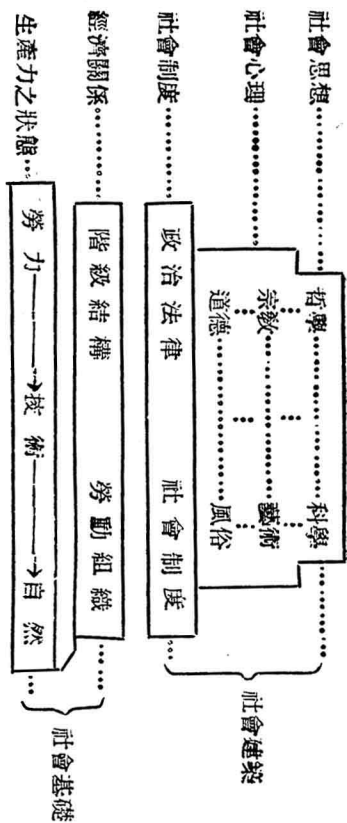 社會思想 哲學 科學
社會心理 宗敎 藝術
道德 風俗
社會制度 政治法律 社會制度
社會建築
經濟關係 階級結構 勞動組織
生產力之狀態 勞力 → 技術 → 自然
社會基礎